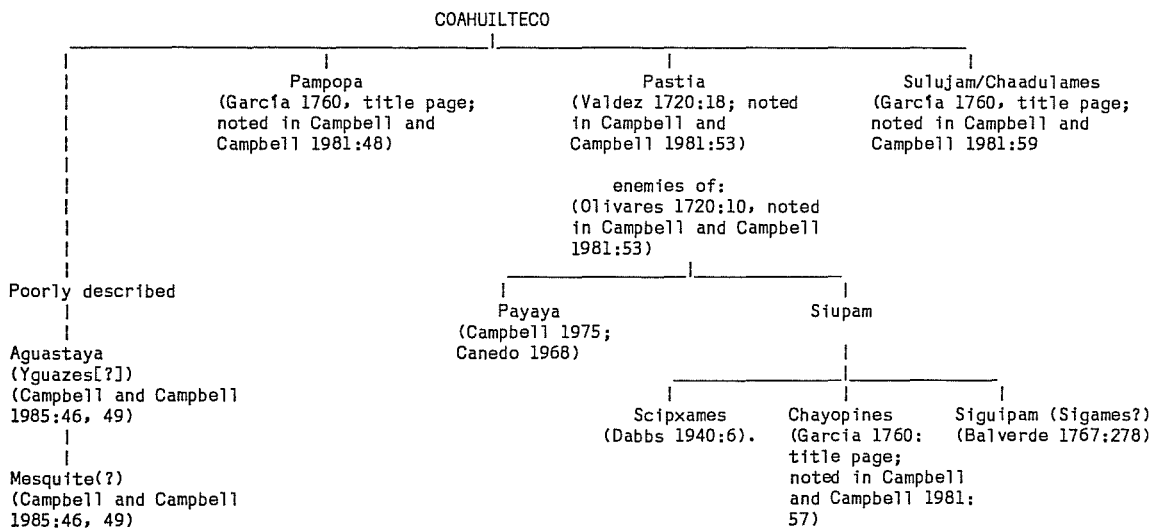 COAHUILTECO
Pampopa
(García 1760, title page;
noted in Campbell and
Campbell 1981:48)
Pastia
(Valdez 1720:18; noted
in Campbell and
Campbell 1981:53)
Sulujam/Chaadulames
(García 1760, title page;
noted in Campbell and
Campbell 1981:59
enemies of:
(Olivares 1720:10, noted
in Campbell and Campbell
1981:53)
Poorly described
Aguastaya
(Yguazes[?])
(Campbell and Campbell
1985:46, 49)
Mesquite(?)
(Campbell and Campbell
1985:46, 49)
Payaya
(Campbell 1975;
Canedo 1968)
Siupam
Scipxames
(Dabbs 1940:6).
Chayopines
(Garcia 1760:
title page;
noted in Campbell
and Campbell 1981:
57)
Siguipam (Sigames?)
(Balverde 1767:278)